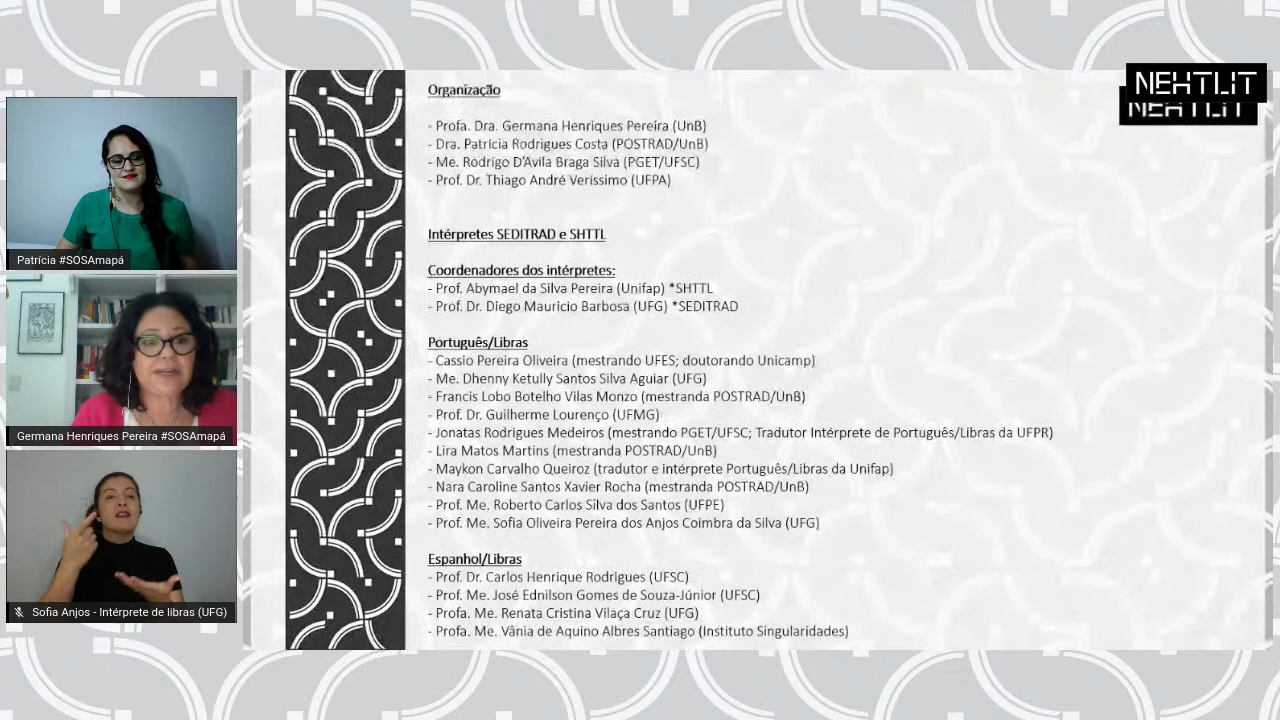 NEHTLIT
NEHTLIT
Organização
- Profa. Dra. Germana Henriques Pereira (UnB)
- Dra. Patrícia Rodrigues Costa (POSTRAD/UnB)
- Me. Rodrigo D'Avila Braga Silva (PGET/UFSC)
- Prof. Dr. Thiago André Veríssimo (UFPA)
Intérpretes SEDITRAD e SHTTL
Coordenadores dos intérpretes:
- Prof. Abymael da Silva Pereira (Unifap) *SHTTL
- Prof. Dr. Diego Mauricio Barbosa (UFG) *SEDITRAD
Português/Libras
- Cassio Pereira Oliveira (mestrando UFES; doutorando Unicamp)
- Me. Dhenny Ketully Santos Silva Aguiar (UFG)
- Francis Lobo Botelho Vilas Monzo (mestranda POSTRAD/UnB)
- Prof. Dr. Guilherme Lourenço (UFMG)
- Jonatas Rodrigues Medeiros (mestrando PGET/UFSC; Tradutor Intérprete de Português/Libras da UFPR)
- Lira Matos Martins (mestranda POSTRAD/UnB)
- Maykon Carvalho Queiroz (tradutor e intérprete Português/Libras da Unifap)
- Nara Caroline Santos Xavier Rocha (mestranda POSTRAD/UnB)
- Prof. Me. Roberto Carlos Silva dos Santos (UFPE)
- Prof. Me. Sofia Oliveira Pereira dos Anjos Coimbra da Silva (UFG)
Espanhol/Libras
- Prof. Dr. Carlos Henrique Rodrigues (UFSC)
- Prof. Me. José Ednilson Gomes de Souza-Júnior (UFSC)
- Profa. Me. Renata Cristina Vilaça Cruz (UFG)
- Profa. Me. Vânia de Aquino Albres Santiago (Instituto Singularidades)
Patrícia #SOSAmapá
Germana Henriques Pereira #SOSAmapá
Sofia Anjos - Intérprete de libras (UFG)